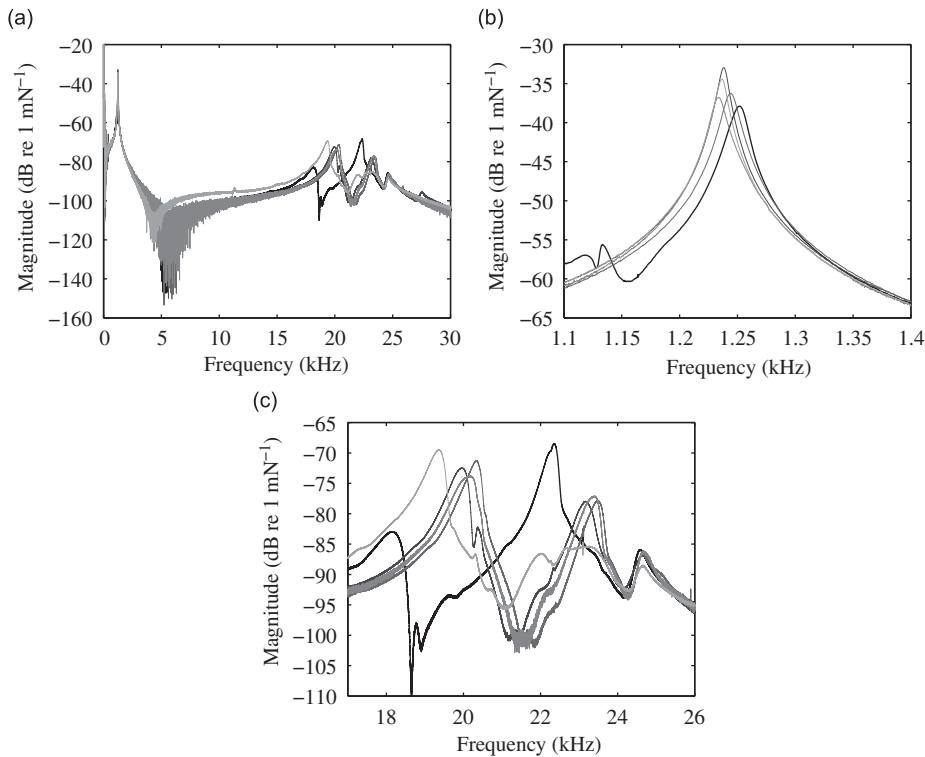 (a)
(b)
−20
−40
−60
−80
−100
−120
−140
−160
Magnitude (dB re 1 mN−1)
0 5 10 15 20 25 30
Frequency (kHz)
−30
−35
−40
−45
−50
−55
−60
−65
Magnitude (dB re 1 mN−1)
1.1 1.15 1.2 1.25 1.3 1.35 1.4
Frequency (kHz)
(c)
−65
−70
−75
−80
−85
−90
−95
−100
−105
−110
Magnitude (dB re 1 mN−1)
18 20 22 24 26
Frequency (kHz)